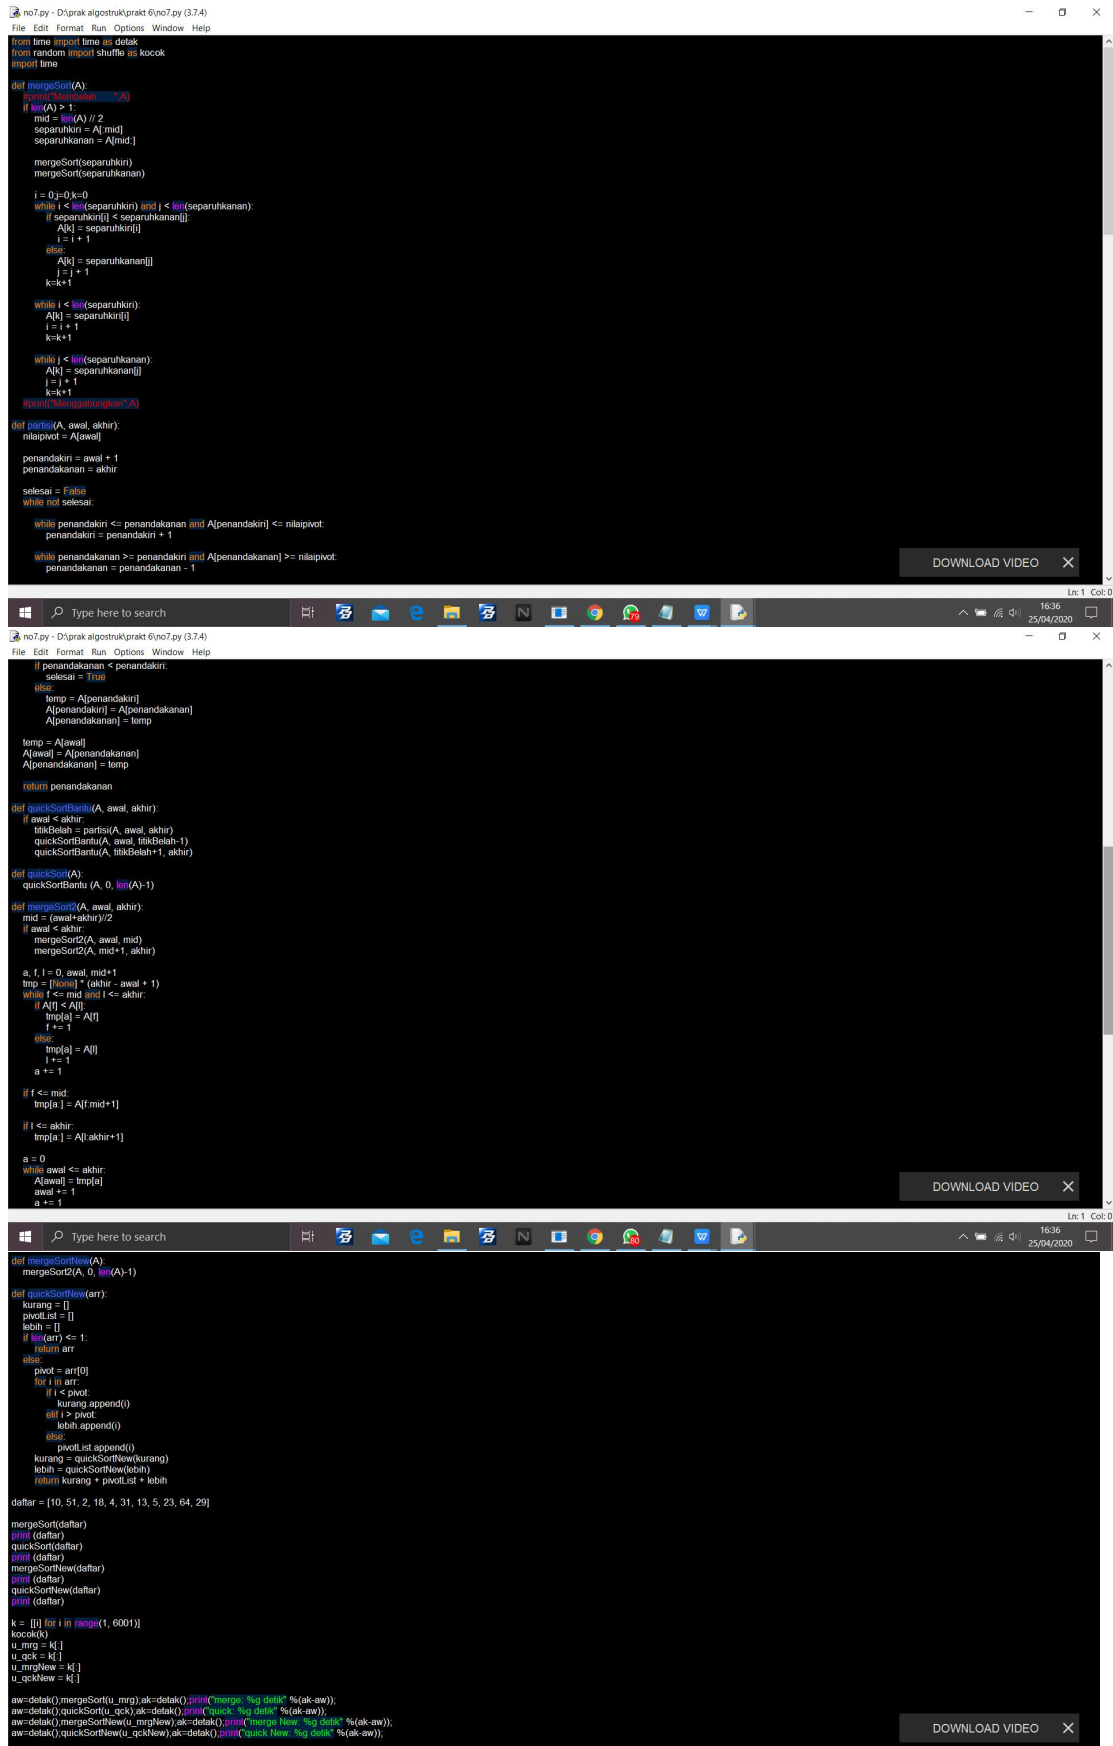 no7.py - D:\prak algostruk\prakt 6\no7.py (3.7.4)
File Edit Format Run Options Window Help
from time import time as detak
from random import shuffle as kocok
import time
def mergeSort(A):
#print("Membelah ",A)
if len(A) > 1:
mid = len(A) // 2
separuhkiri = A[:mid]
separuhkanan = A[mid:]
mergeSort(separuhkiri)
mergeSort(separuhkanan)
i = 0;j=0;k=0
while i < len(separuhkiri) and j < len(separuhkanan):
if separuhkiri[i] < separuhkanan[j]:
A[k] = separuhkiri[i]
i = i + 1
else:
A[k] = separuhkanan[j]
j = j + 1
k=k+1
while i < len(separuhkiri):
A[k] = separuhkiri[i]
i = i + 1
k=k+1
while j < len(separuhkanan):
A[k] = separuhkanan[j]
j = j + 1
k=k+1
#print("Menggabungkan",A)
def partisi(A, awal, akhir):
nilaipivot = A[awal]
penandakiri = awal + 1
penandakanan = akhir
selesai = False
while not selesai:
while penandakiri <= penandakanan and A[penandakiri] <= nilaipivot:
penandakiri = penandakiri + 1
while penandakanan >= penandakiri and A[penandakanan] >= nilaipivot:
penandakanan = penandakanan - 1
DOWNLOAD VIDEO
Ln: 1 Col: 0
Type here to search
79
16:36
25/04/2020
no7.py - D:\prak algostruk\prakt 6\no7.py (3.7.4)
File Edit Format Run Options Window Help
if penandakanan < penandakiri:
selesai = True
else:
temp = A[penandakiri]
A[penandakiri] = A[penandakanan]
A[penandakanan] = temp
temp = A[awal]
A[awal] = A[penandakanan]
A[penandakanan] = temp
return penandakanan
def quickSortBantu(A, awal, akhir):
if awal < akhir:
titikBelah = partisi(A, awal, akhir)
quickSortBantu(A, awal, titikBelah-1)
quickSortBantu(A, titikBelah+1, akhir)
def quickSort(A):
quickSortBantu (A, 0, len(A)-1)
def mergeSort2(A, awal, akhir):
mid = (awal+akhir)//2
if awal < akhir:
mergeSort2(A, awal, mid)
mergeSort2(A, mid+1, akhir)
a, f, l = 0, awal, mid+1
tmp = [None] * (akhir - awal + 1)
while f <= mid and l <= akhir:
if A[f] < A[l]:
tmp[a] = A[f]
f += 1
else:
tmp[a] = A[l]
l += 1
a += 1
if f <= mid:
tmp[a:] = A[f:mid+1]
if l <= akhir:
tmp[a:] = A[l:akhir+1]
a = 0
while awal <= akhir:
A[awal] = tmp[a]
awal += 1
a += 1
DOWNLOAD VIDEO
Ln: 1 Col: 0
Type here to search
80
16:36
25/04/2020
def mergeSortNew(A):
mergeSort2(A, 0, len(A)-1)
def quickSortNew(arr):
kurang = []
pivotList = []
lebih = []
if len(arr) <= 1:
return arr
else:
pivot = arr[0]
for i in arr:
if i < pivot:
kurang.append(i)
elif i > pivot:
lebih.append(i)
else:
pivotList.append(i)
kurang = quickSortNew(kurang)
lebih = quickSortNew(lebih)
return kurang + pivotList + lebih
daftar = [10, 51, 2, 18, 4, 31, 13, 5, 23, 64, 29]
mergeSort(daftar)
print (daftar)
quickSort(daftar)
print (daftar)
mergeSortNew(daftar)
print (daftar)
quickSortNew(daftar)
print (daftar)
k = [[i] for i in range(1, 6001)]
kocok(k)
u_mrg = k[:]
u_qck = k[:]
u_mrgNew = k[:]
u_qckNew = k[:]
aw=detak();mergeSort(u_mrg);ak=detak();print("merge: %g detik" %(ak-aw));
aw=detak();quickSort(u_qck);ak=detak();print("quick: %g detik" %(ak-aw));
aw=detak();mergeSortNew(u_mrgNew);ak=detak();print("merge New: %g detik" %(ak-aw));
aw=detak();quickSortNew(u_qckNew);ak=detak();print("quick New: %g detik" %(ak-aw));
DOWNLOAD VIDEO